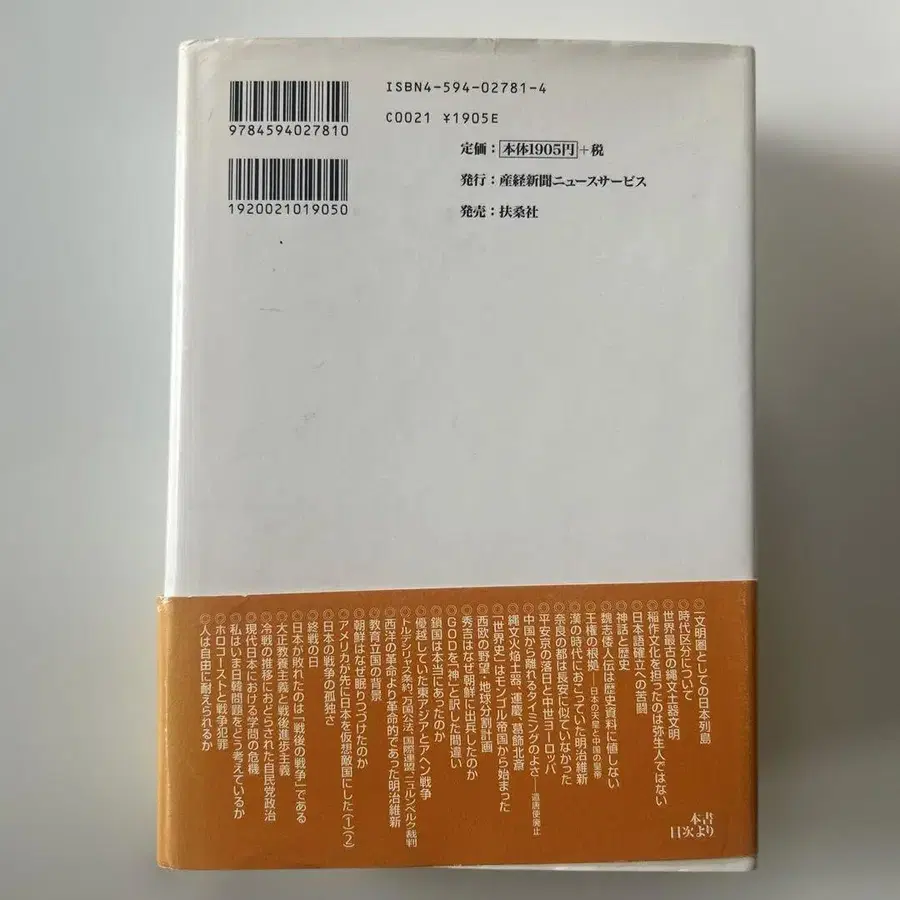 ISBN4-594-02781-4
C0021 ¥1905E
9784594027810
1920021019050
定価：本体1905円+税
発行：産経新聞ニュースサービス
発売：扶桑社
本書目次より
◎一文明圏としての日本列島
◎時代区分について
◎世界最古の縄文土器文明
◎稲作文化を担ったのは弥生人ではない
◎日本語確立への苦闘
◎神話と歴史
◎魏志倭人伝は歴史資料に値しない
◎王権の根拠――日本の天皇と中国の皇帝
◎漢の時代におこっていた明治維新
◎奈良の都は長安に似ていなかった
◎平安京の落日と中世ヨーロッパ
◎中国から離れるタイミングのよさ――遣唐使廃止
◎縄文火焔土器、運慶、葛飾北斎
◎「世界史」はモンゴル帝国から始まった
◎西欧の野望・地球分割計画
◎秀吉はなぜ朝鮮に出兵したのか
◎GODを「神」と訳した間違い
◎鎖国は本当にあったのか
◎優越していた東アジアとアヘン戦争
◎トルデシリャス条約、万国公法、国際連盟、ニュルンベルク裁判
◎西洋の革命より革命的であった明治維新
◎教育立国の背景
◎朝鮮はなぜ眠りつづけたのか
◎アメリカが先に日本を仮想敵国にした(1)(2)
◎日本の戦争の孤独さ
◎終戦の日
◎日本が敗れたのは「戦後の戦争」である
◎大正教養主義と戦後進歩主義
◎冷戦の推移におどらされた自民党政治
◎現代日本における学問の危機
◎私はいま日韓問題をどう考えているか
◎ホロコーストと戦争犯罪
◎人は自由に耐えられるか